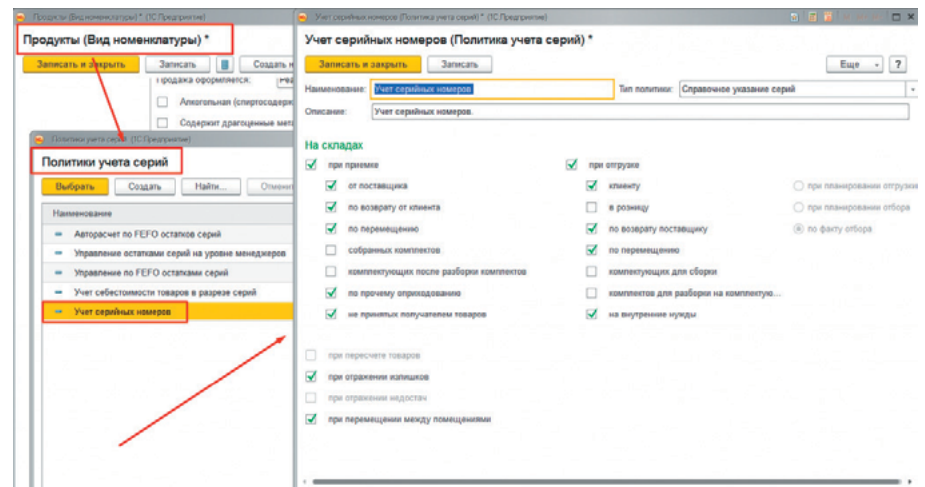 Продукты (Вид номенклатуры) * (1С:Предприятие)
Продукты (Вид номенклатуры) *
Записать и закрыть
Записать
Создать н
Продажа оформляется:
Реа
Алкогольная (спиртосодерж
Содержит драгоценные мета
Политики учета серий (1С:Предприятие)
Политики учета серий
Выбрать
Создать
Найти...
Отменит
Наименование
Авторасчет по FEFO остатков серий
Управление остатками серий на уровне менеджеров
Управление по FEFO остатками серий
Учет себестоимости товаров в разрезе серий
Учет серийных номеров
Учет серийных номеров (Политика учета серий) * (1С:Предприятие)
Учет серийных номеров (Политика учета серий) *
Записать и закрыть
Записать
Еще
?
Наименование:
Учет серийных номеров
Тип политики:
Справочное указание серий
Описание:
Учет серийных номеров.
На складах
при приемке
при отгрузке
от поставщика
клиенту
при планировании отгрузки
по возврату от клиента
в розницу
при планировании отбора
по перемещению
по возврату поставщику
по факту отбора
собранных комплектов
по перемещению
комплектующих после разборки комплектов
комплектующих для сборки
по прочему оприходованию
комплектов для разборки на комплектую...
не принятых получателем товаров
на внутренние нужды
при пересчете товаров
при отражении излишков
при отражении недостач
при перемещении между помещениями